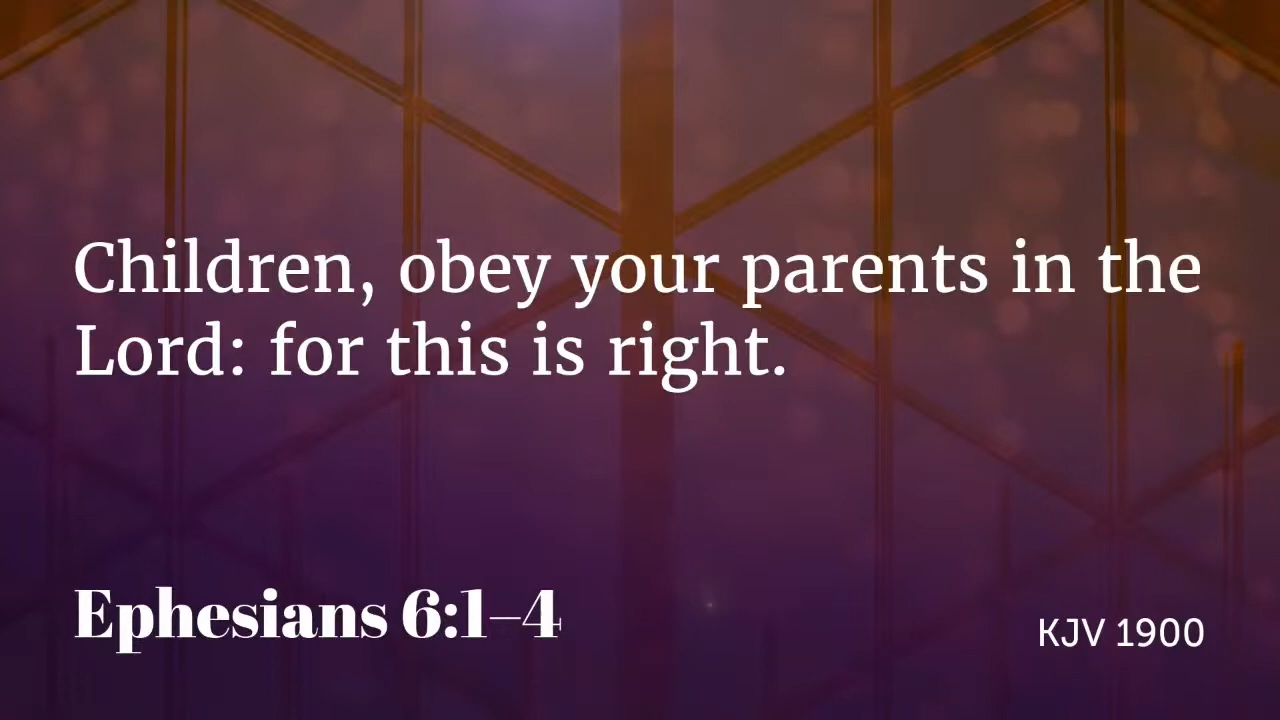 Children, obey your parents in the
Lord: for this is right.
Ephesians 6:1–4
KJV 1900